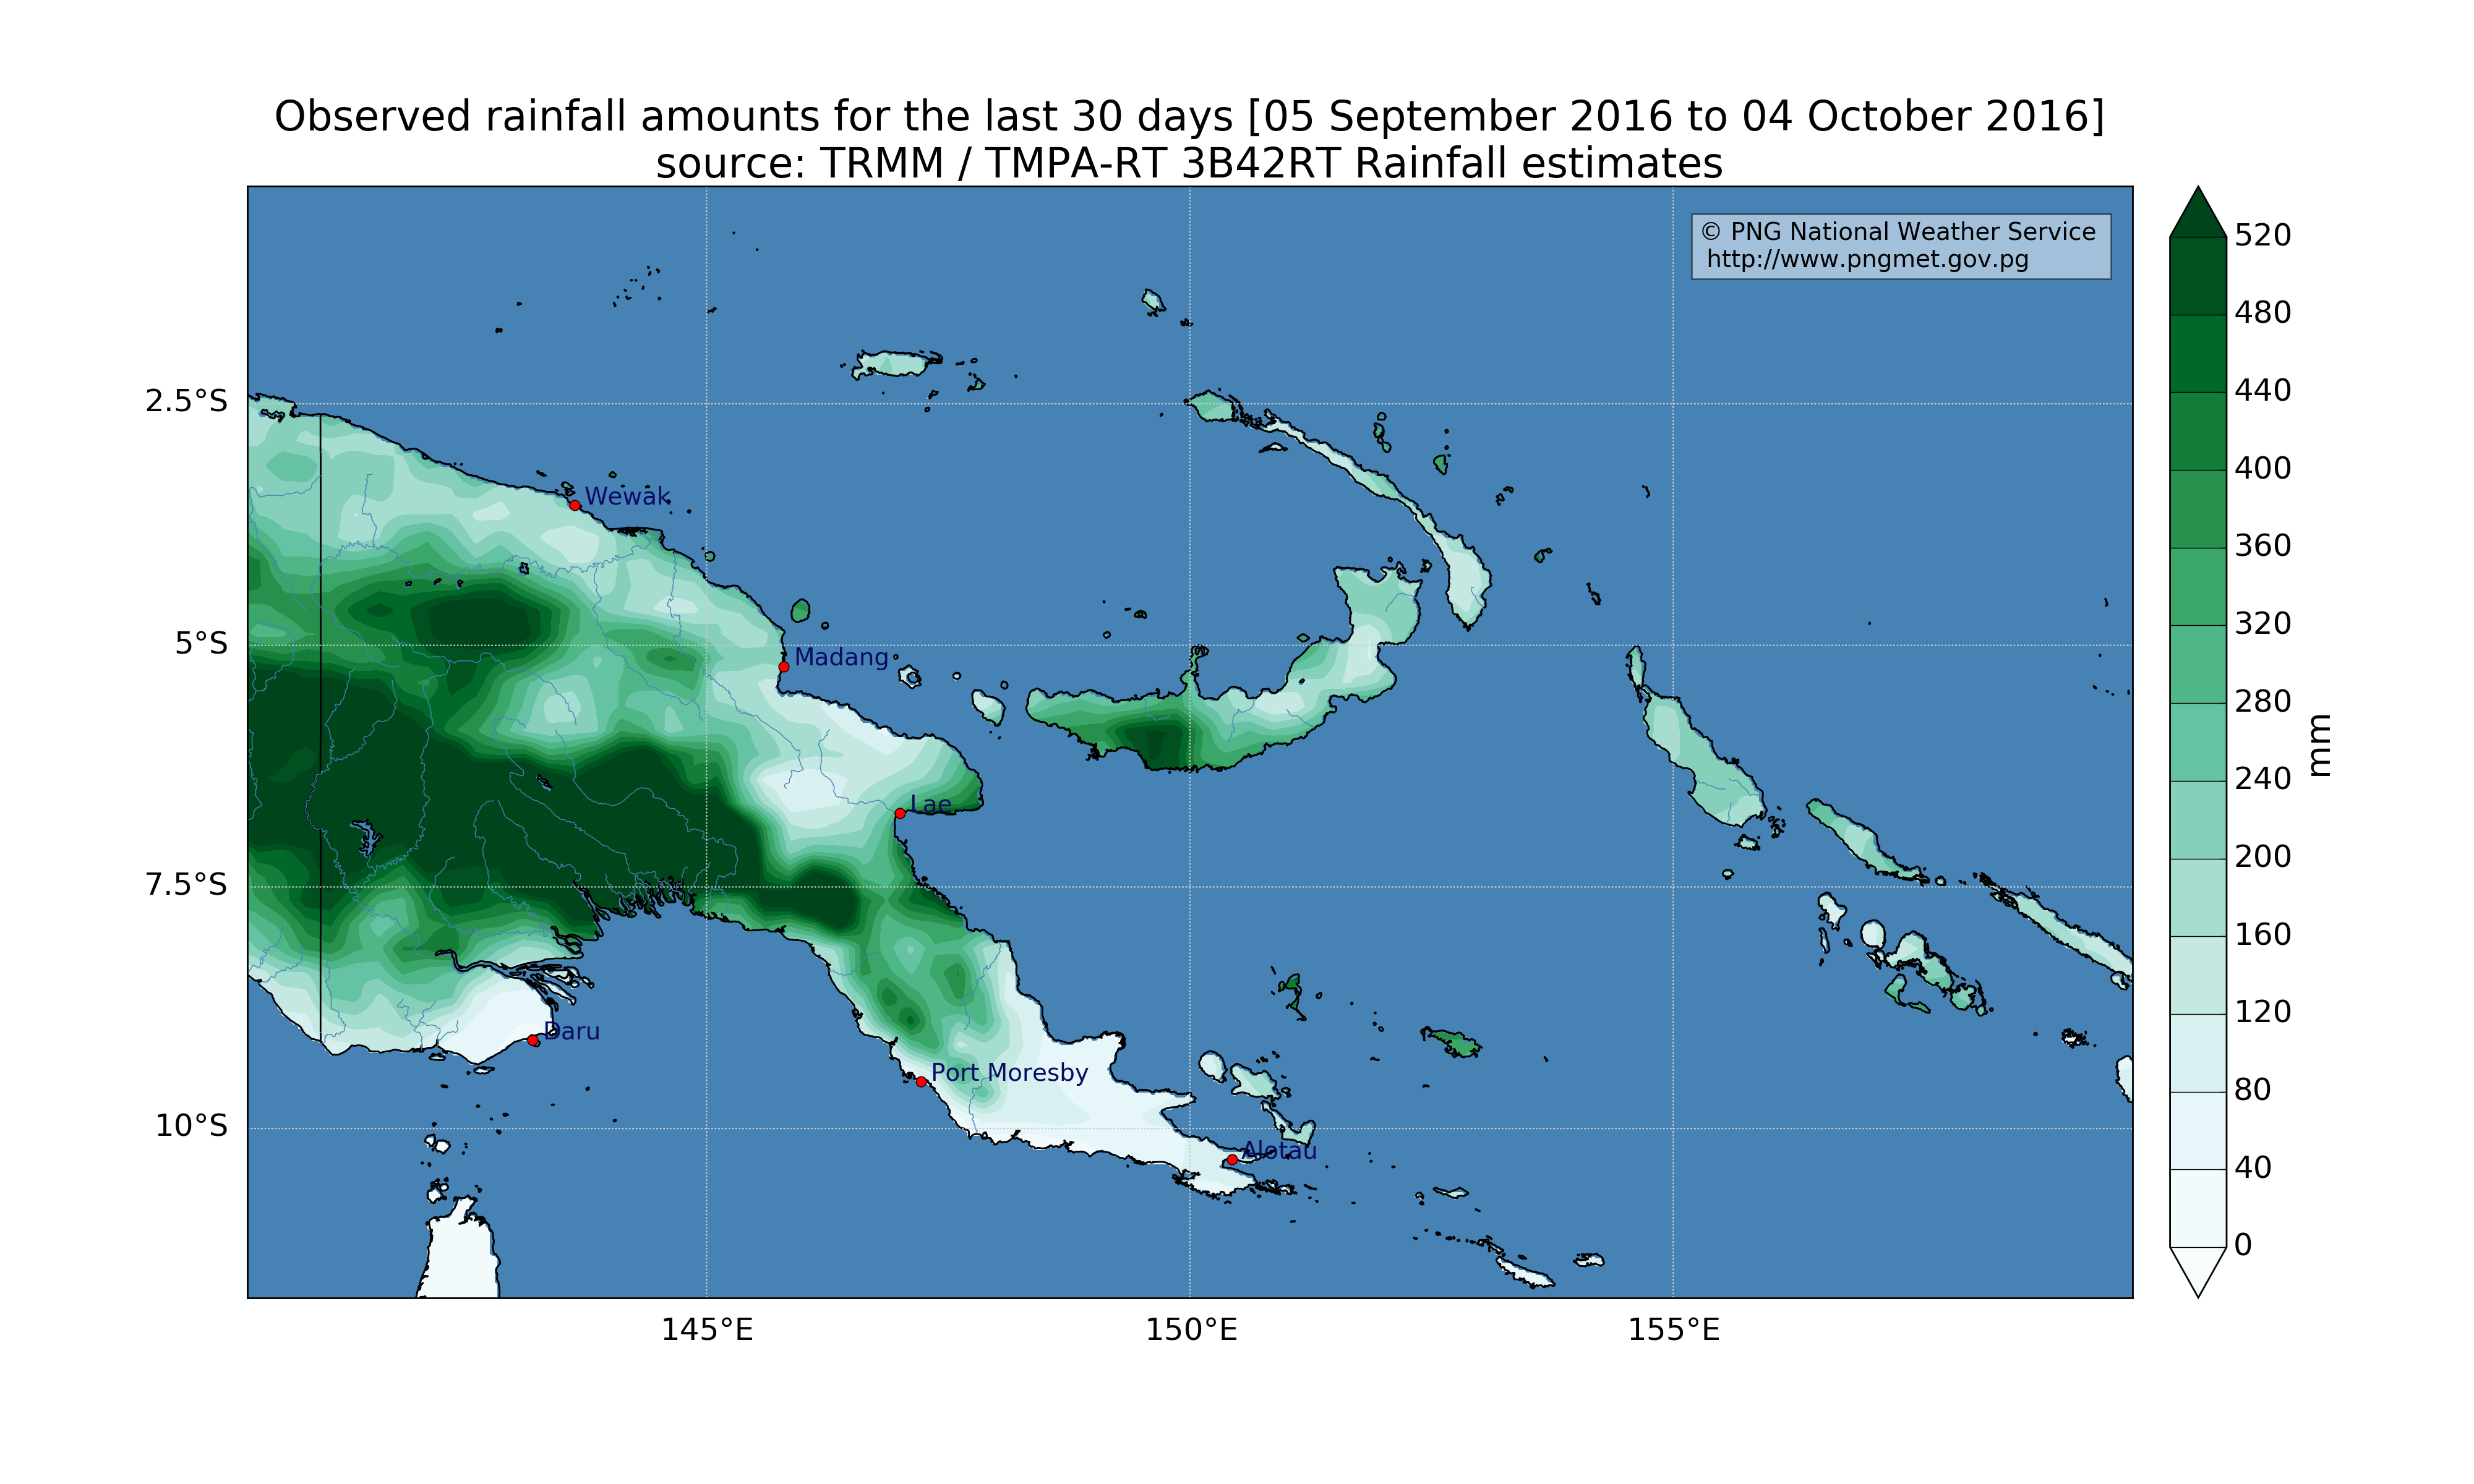 Observed rainfall amounts for the last 30 days [05 September 2016 to 04 October 2016]
source: TRMM / TMPA-RT 3B42RT Rainfall estimates
© PNG National Weather Service
http://www.pngmet.gov.pg
520
480
440
400
360
320
280
240
200
160
120
80
40
0
mm
2.5°S
5°S
7.5°S
10°S
Wewak
Madang
Lae
Daru
Port Moresby
Alotau
145°E
150°E
155°E